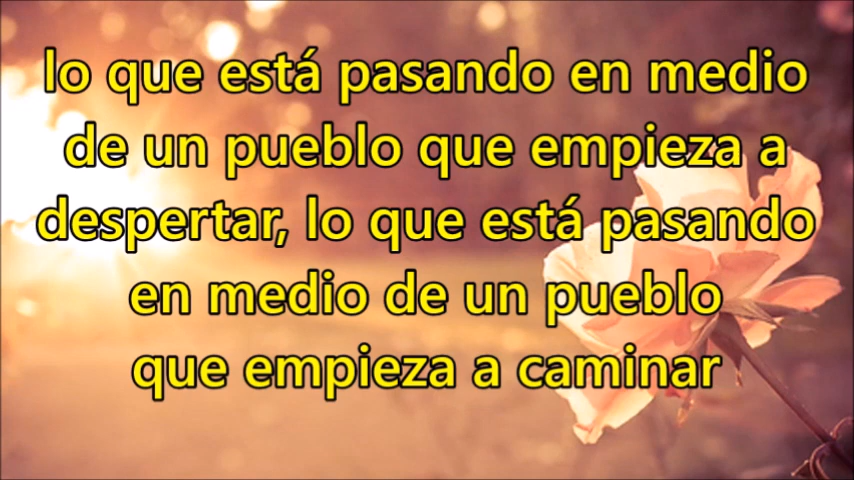 lo que está pasando en medio
de un pueblo que empieza a
despertar, lo que está pasando
en medio de un pueblo
que empieza a caminar